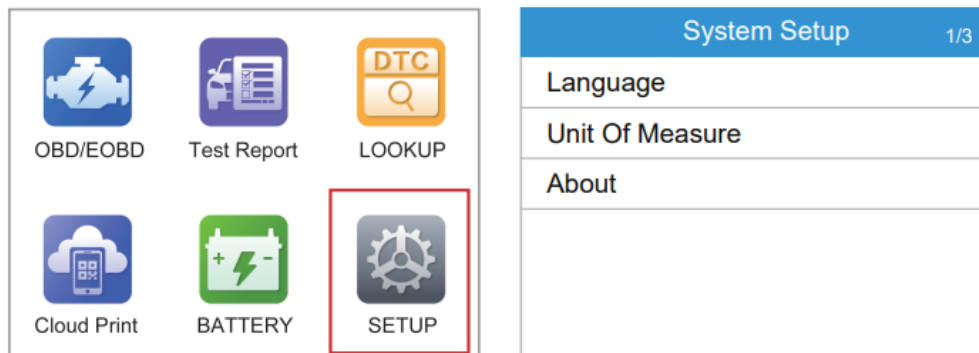 DTC
OBD/EOBD
Test Report
LOOKUP
+ -
Cloud Print
BATTERY
SETUP
System Setup 1/3
Language
Unit Of Measure
About